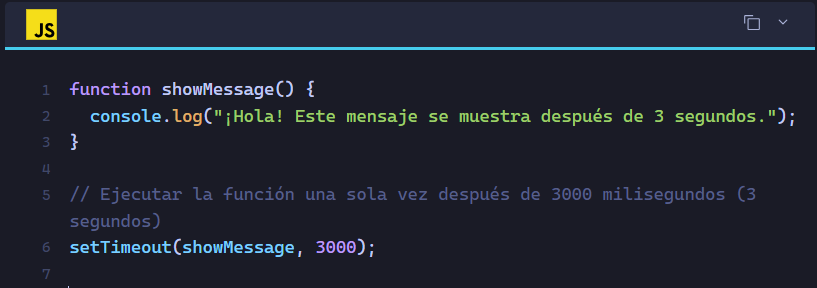 JS
1 function showMessage() {
2   console.log("¡Hola! Este mensaje se muestra después de 3 segundos.");
3 }
4
5 // Ejecutar la función una sola vez después de 3000 milisegundos (3
segundos)
6 setTimeout(showMessage, 3000);
7